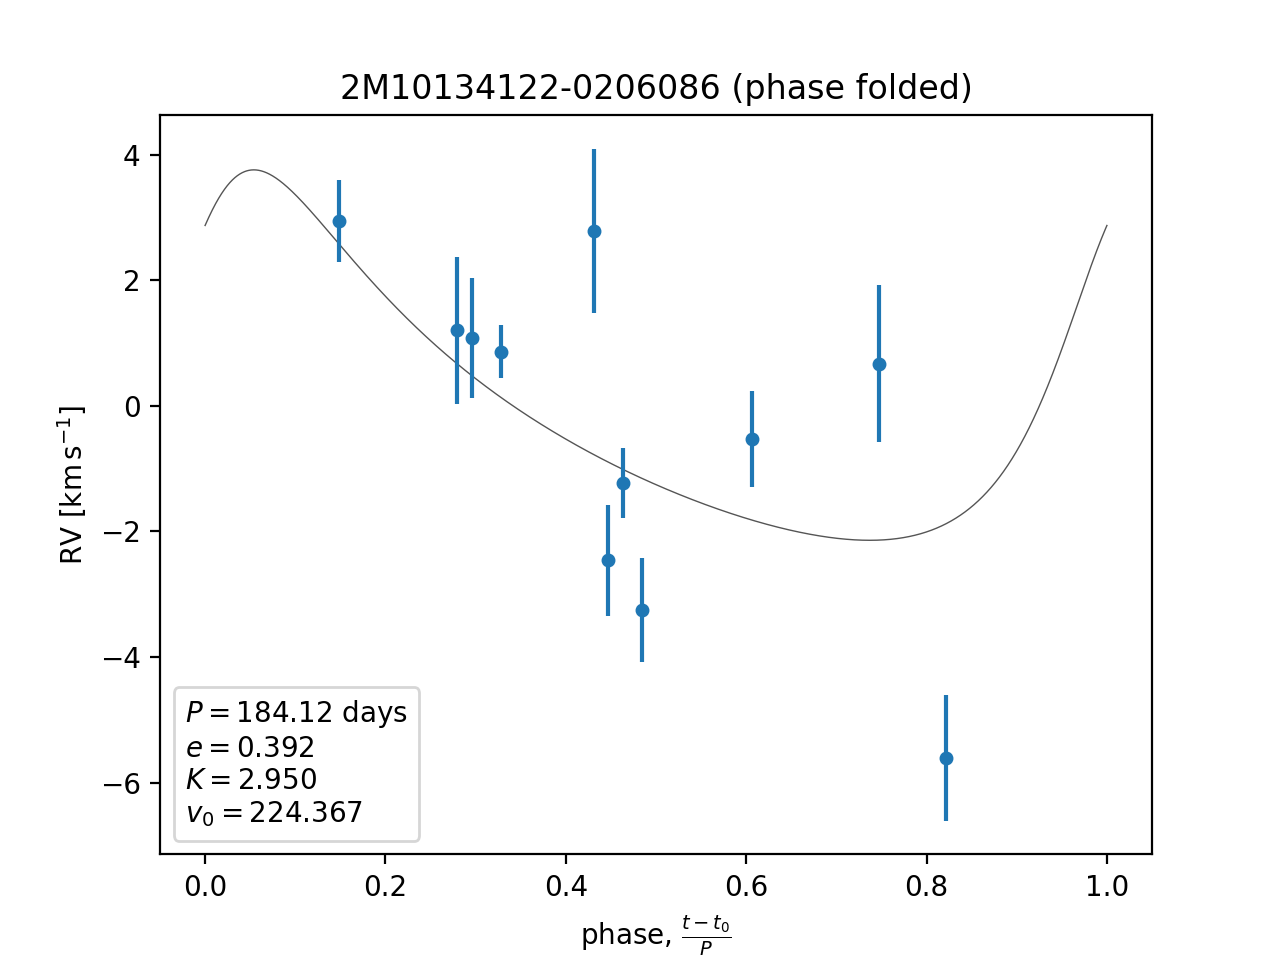 2M10134122-0206086 (phase folded)
RV [km s⁻¹]
4
2
0
−2
−4
−6
P = 184.12 days
e = 0.392
K = 2.950
v₀ = 224.367
0.0 0.2 0.4 0.6 0.8 1.0
phase, (t − t₀)/P